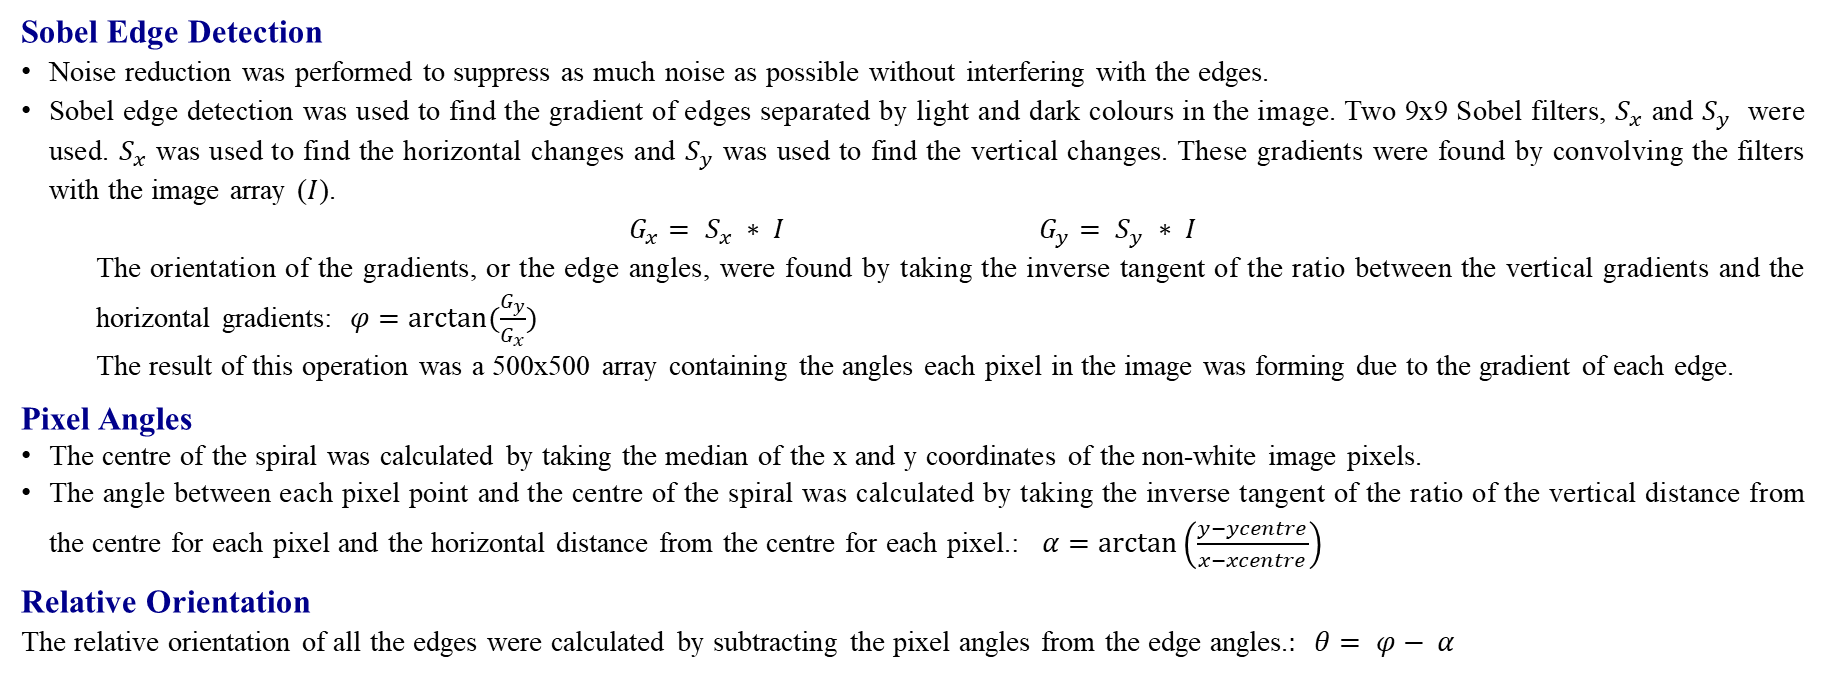 Sobel Edge Detection
• Noise reduction was performed to suppress as much noise as possible without interfering with the edges.
• Sobel edge detection was used to find the gradient of edges separated by light and dark colours in the image. Two 9x9 Sobel filters, Sₓ and S_y were
used. Sₓ was used to find the horizontal changes and S_y was used to find the vertical changes. These gradients were found by convolving the filters
with the image array (I).
Gₓ = Sₓ * I G_y = S_y * I
The orientation of the gradients, or the edge angles, were found by taking the inverse tangent of the ratio between the vertical gradients and the
horizontal gradients: φ = arctan(G_y/Gₓ)
The result of this operation was a 500x500 array containing the angles each pixel in the image was forming due to the gradient of each edge.
Pixel Angles
• The centre of the spiral was calculated by taking the median of the x and y coordinates of the non-white image pixels.
• The angle between each pixel point and the centre of the spiral was calculated by taking the inverse tangent of the ratio of the vertical distance from
the centre for each pixel and the horizontal distance from the centre for each pixel.: α = arctan (y−ycentre/x−xcentre)
Relative Orientation
The relative orientation of all the edges were calculated by subtracting the pixel angles from the edge angles.: θ = φ − α